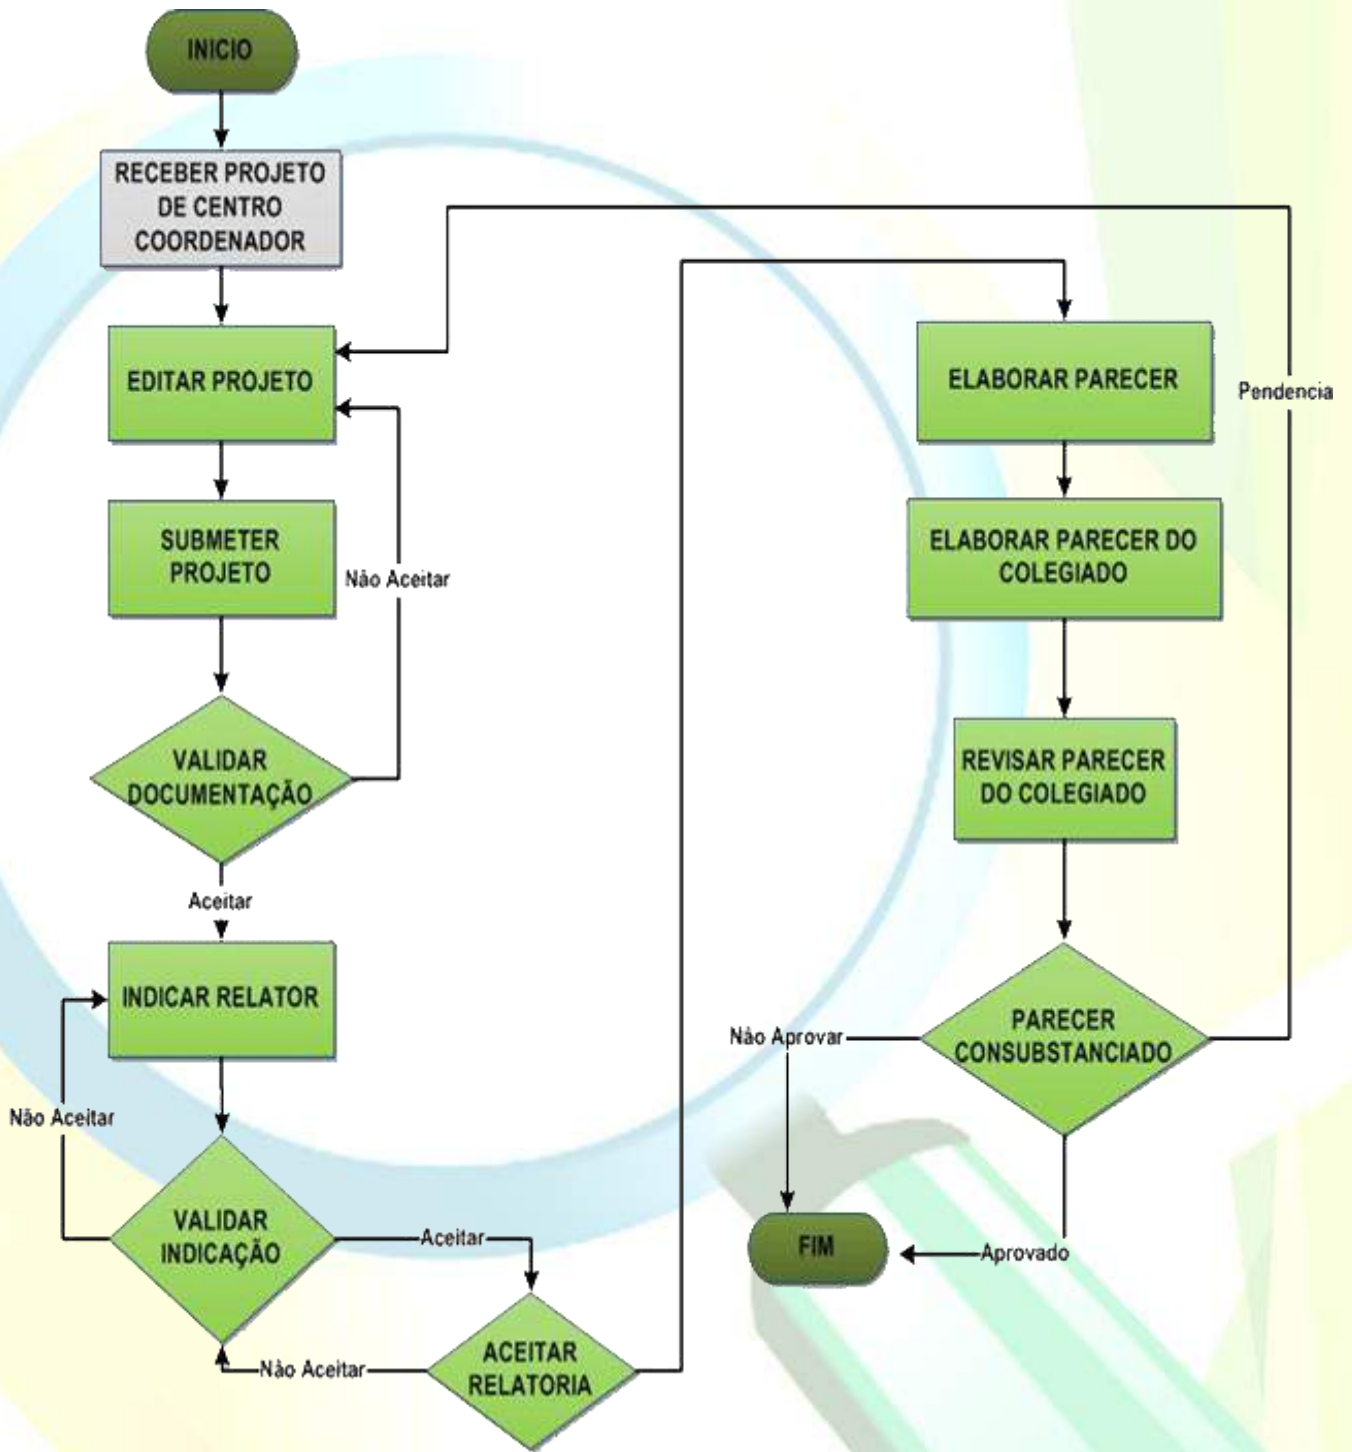 INICIO
RECEBER PROJETO
DE CENTRO
COORDENADOR
EDITAR PROJETO
SUBMETER
PROJETO
Não Aceitar
VALIDAR
DOCUMENTAÇÃO
Aceitar
INDICAR RELATOR
Não Aceitar
VALIDAR
INDICAÇÃO
Aceitar
Não Aceitar
ACEITAR
RELATORIA
ELABORAR PARECER
Pendencia
ELABORAR PARECER DO
COLEGIADO
REVISAR PARECER
DO COLEGIADO
PARECER
CONSUBSTANCIADO
Não Aprovar
Aprovado
FIM